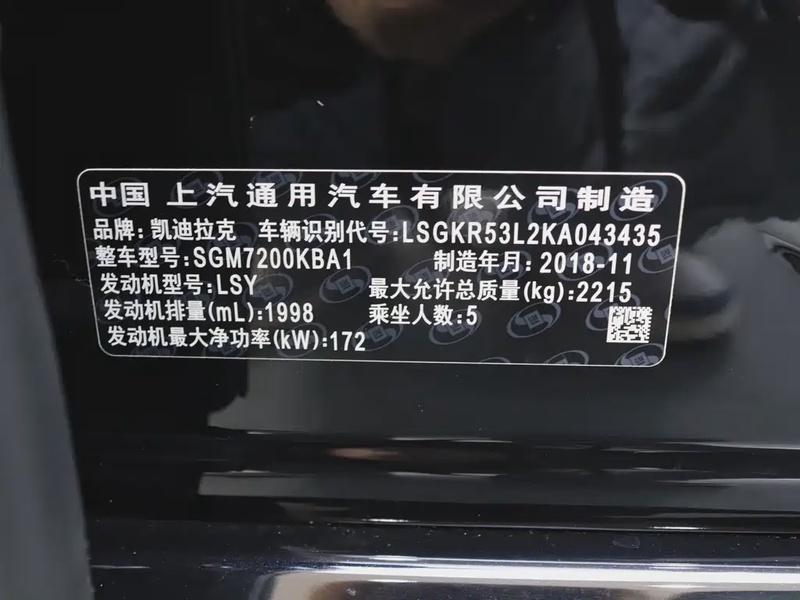 中国 上汽通用汽车有限公司制造
品牌: 凯迪拉克 车辆识别代号:LSGKR53L2KA043435
整车型号:SGM7200KBA1 制造年月: 2018-11
发动机型号:LSY 最大允许总质量(kg):2215
发动机排量(mL):1998 乘坐人数:5
发动机最大净功率(kW):172